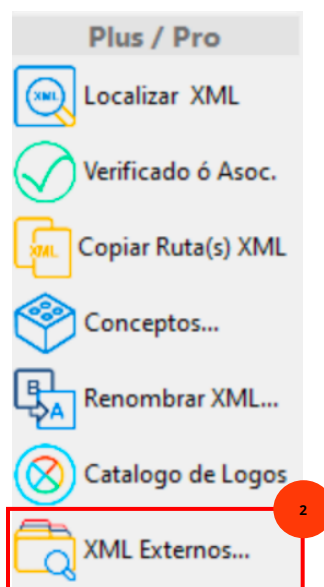 Plus / Pro
XML
Localizar XML
Verificado ó Asoc.
XML
Copiar Ruta(s) XML
Conceptos...
B
A
Renombrar XML...
Catalogo de Logos
2
XML Externos...